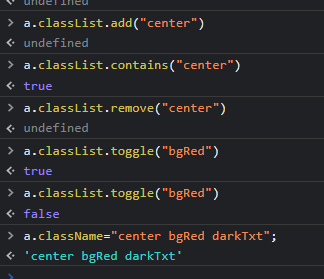 undefined
> a.classList.add("center")
<· undefined
> a.classList.contains("center")
<· true
> a.classList.remove("center")
<· undefined
> a.classList.toggle("bgRed")
<· true
> a.classList.toggle("bgRed")
<· false
> a.className="center bgRed darkTxt";
<· 'center bgRed darkTxt'